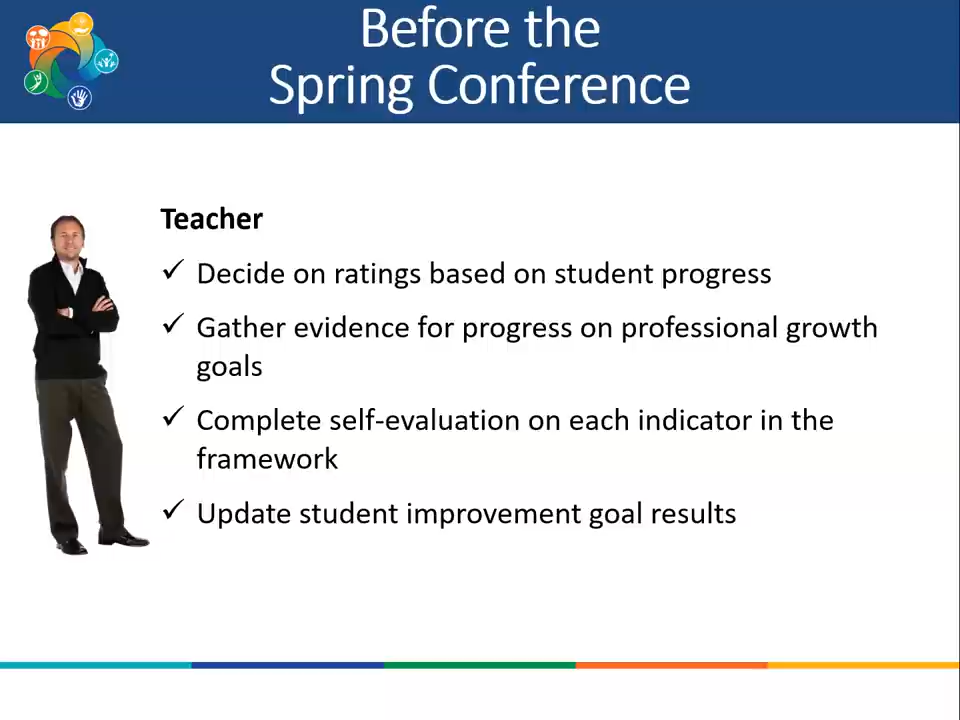 Before the
Spring Conference
Teacher
✓ Decide on ratings based on student progress
✓ Gather evidence for progress on professional growth
goals
✓ Complete self-evaluation on each indicator in the
framework
✓ Update student improvement goal results